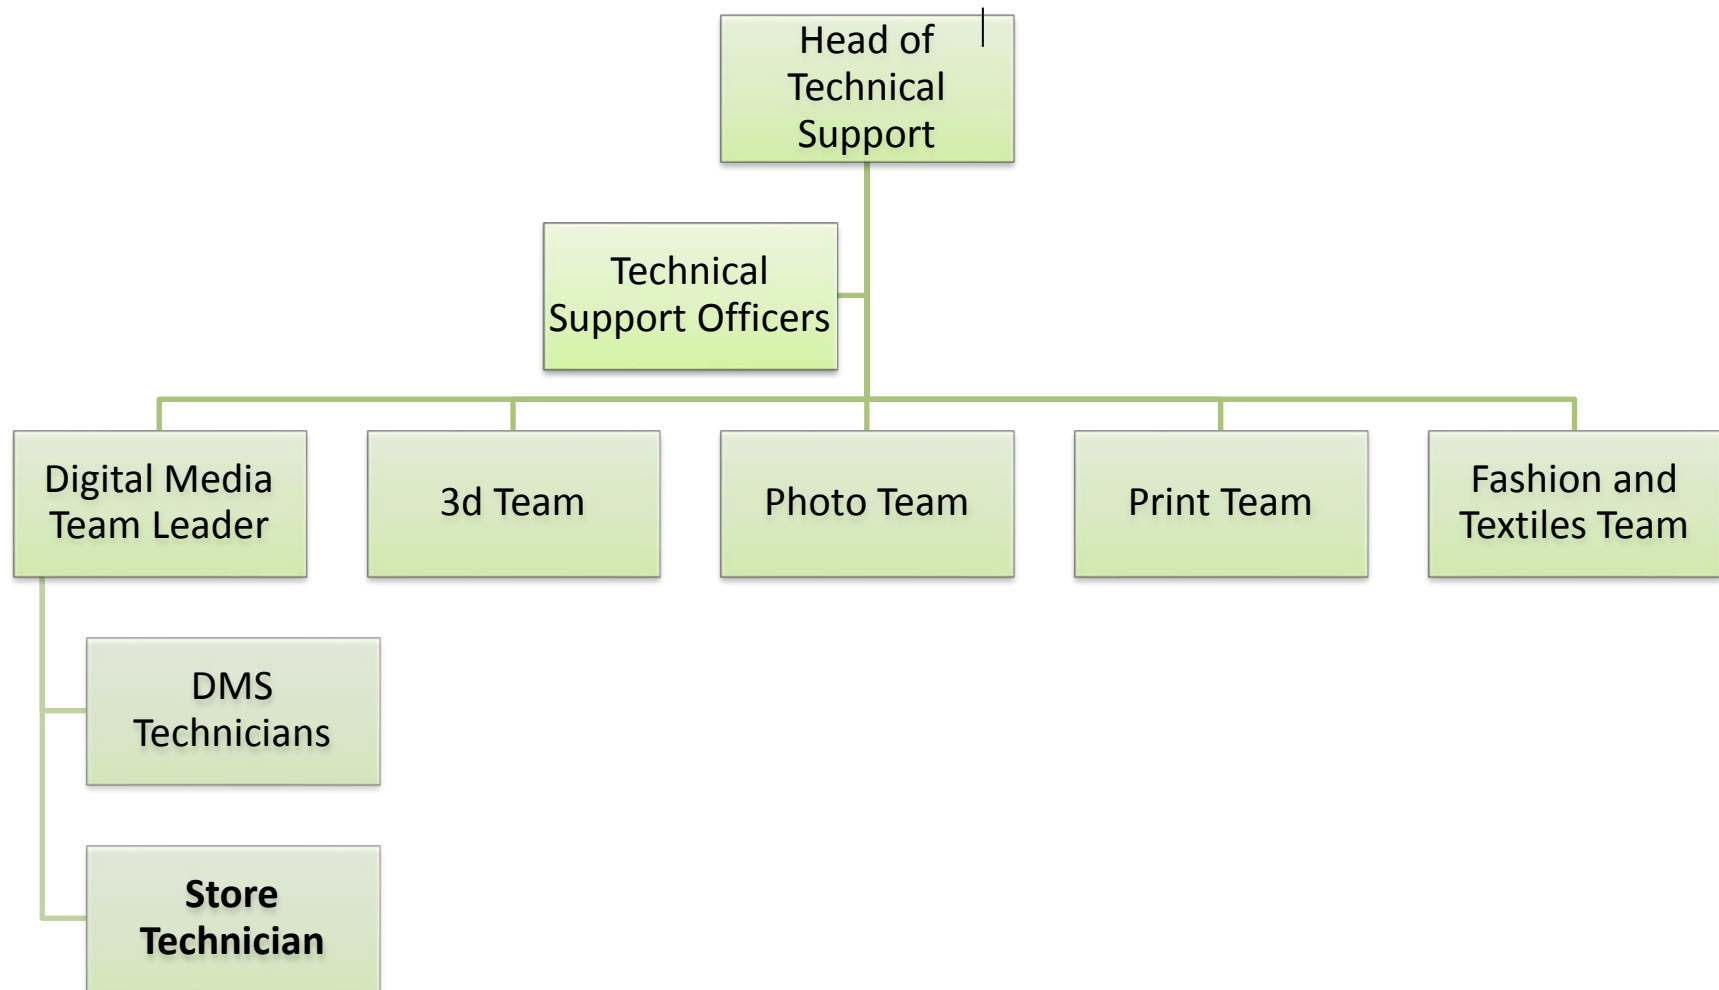 Head of
Technical
Support
Technical
Support Officers
Digital Media
Team Leader
3d Team
Photo Team
Print Team
Fashion and
Textiles Team
DMS
Technicians
Store
Technician